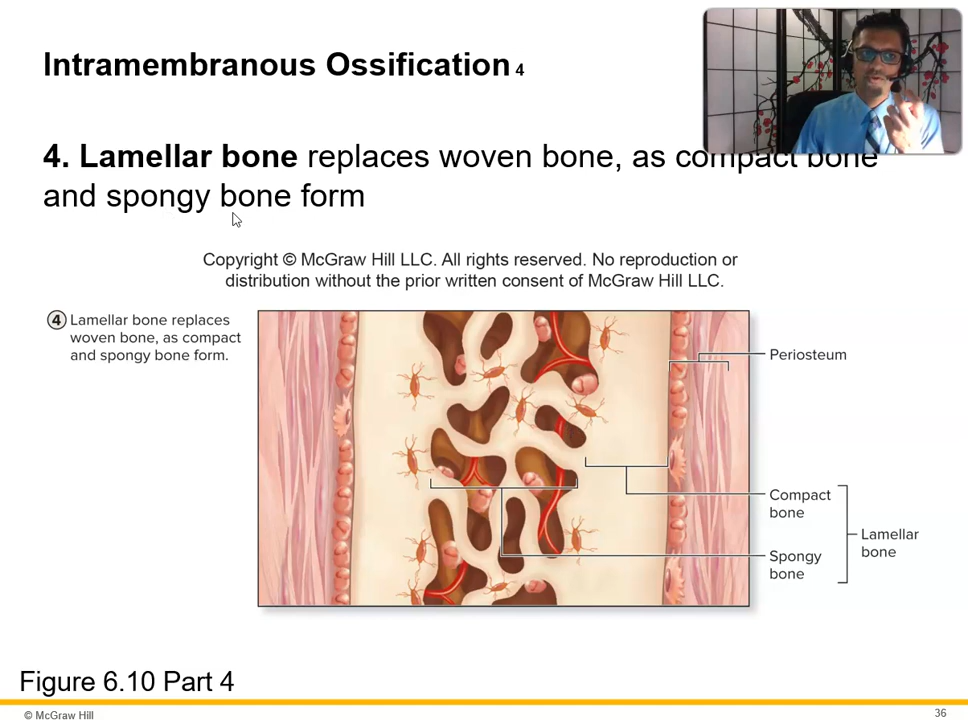 Intramembranous Ossification 4
4. Lamellar bone replaces woven bone, as compact bone
and spongy bone form
Copyright © McGraw Hill LLC. All rights reserved. No reproduction or
distribution without the prior written consent of McGraw Hill LLC.
4 Lamellar bone replaces
woven bone, as compact
and spongy bone form.
Periosteum
Compact
bone
Lamellar
bone
Spongy
bone
Figure 6.10 Part 4
© McGraw Hill
36